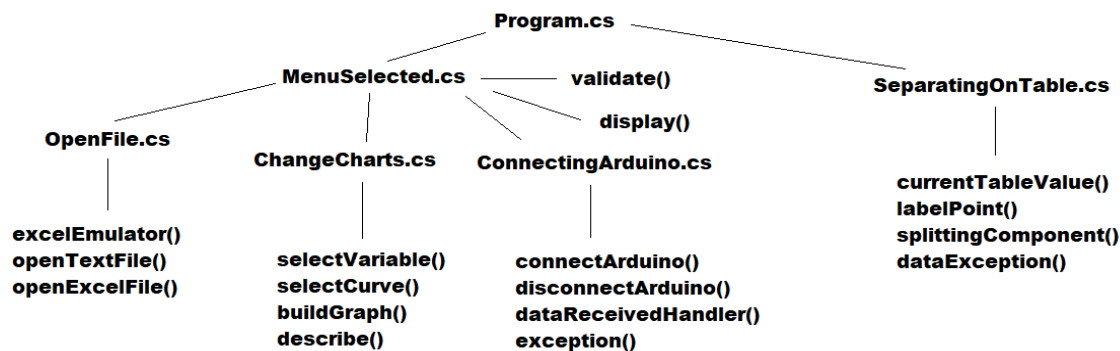 Program.cs
MenuSelected.cs
validate()
SeparatingOnTable.cs
display()
OpenFile.cs
ChangeCharts.cs
ConnectingArduino.cs
excelEmulator()
openTextFile()
openExcelFile()
selectVariable()
selectCurve()
buildGraph()
describe()
connectArduino()
disconnectArduino()
dataReceivedHandler()
exception()
currentTableValue()
labelPoint()
splittingComponent()
dataException()